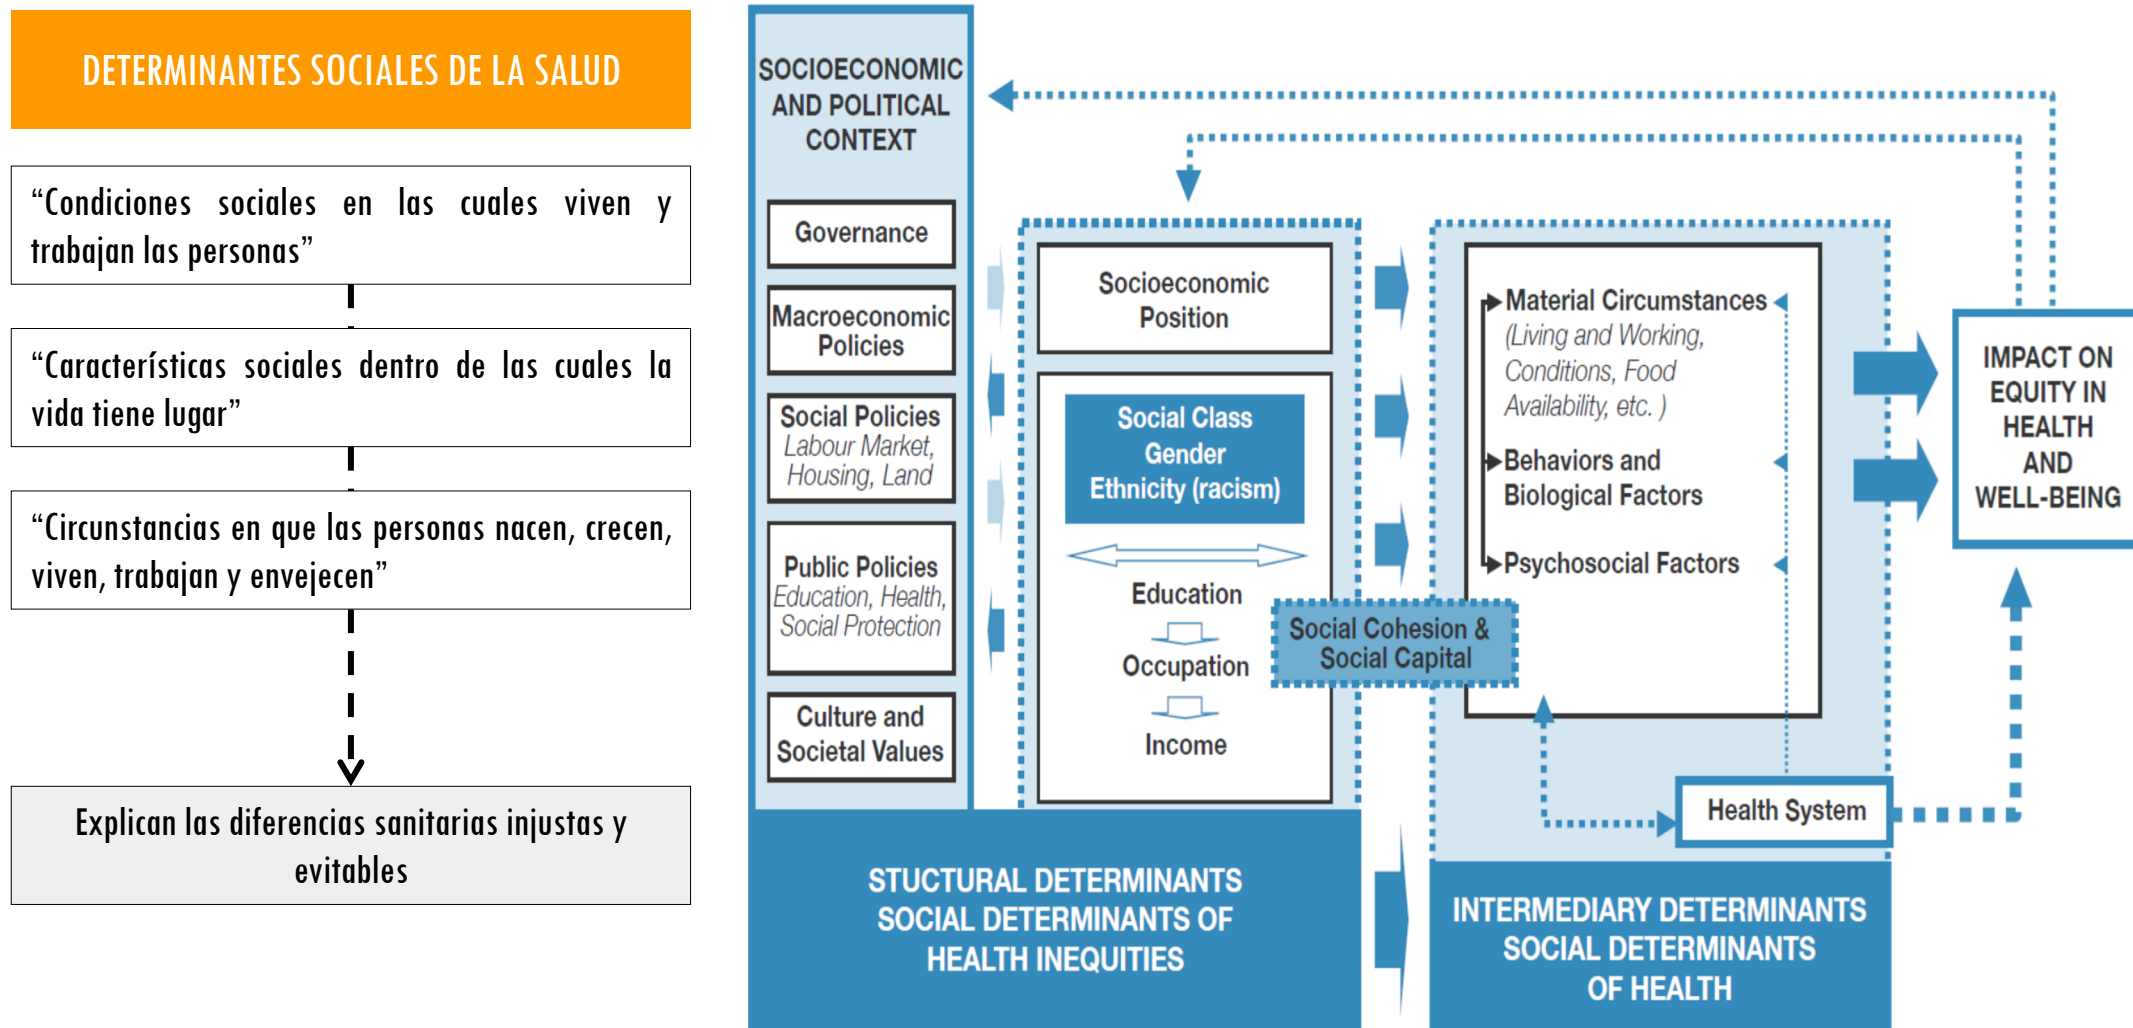 DETERMINANTES SOCIALES DE LA SALUD
“Condiciones sociales en las cuales viven y
trabajan las personas”
“Características sociales dentro de las cuales la
vida tiene lugar”
“Circunstancias en que las personas nacen, crecen,
viven, trabajan y envejecen”
Explican las diferencias sanitarias injustas y
evitables
SOCIOECONOMIC
AND POLITICAL
CONTEXT
Governance
Macroeconomic
Policies
Social Policies
Labour Market,
Housing, Land
Public Policies
Education, Health,
Social Protection
Culture and
Societal Values
Socioeconomic
Position
Social Class
Gender
Ethnicity (racism)
Education
Occupation
Income
Social Cohesion &
Social Capital
STUCTURAL DETERMINANTS
SOCIAL DETERMINANTS OF
HEALTH INEQUITIES
Material Circumstances
(Living and Working,
Conditions, Food
Availability, etc. )
Behaviors and
Biological Factors
Psychosocial Factors
Health System
INTERMEDIARY DETERMINANTS
SOCIAL DETERMINANTS
OF HEALTH
IMPACT ON
EQUITY IN
HEALTH
AND
WELL-BEING